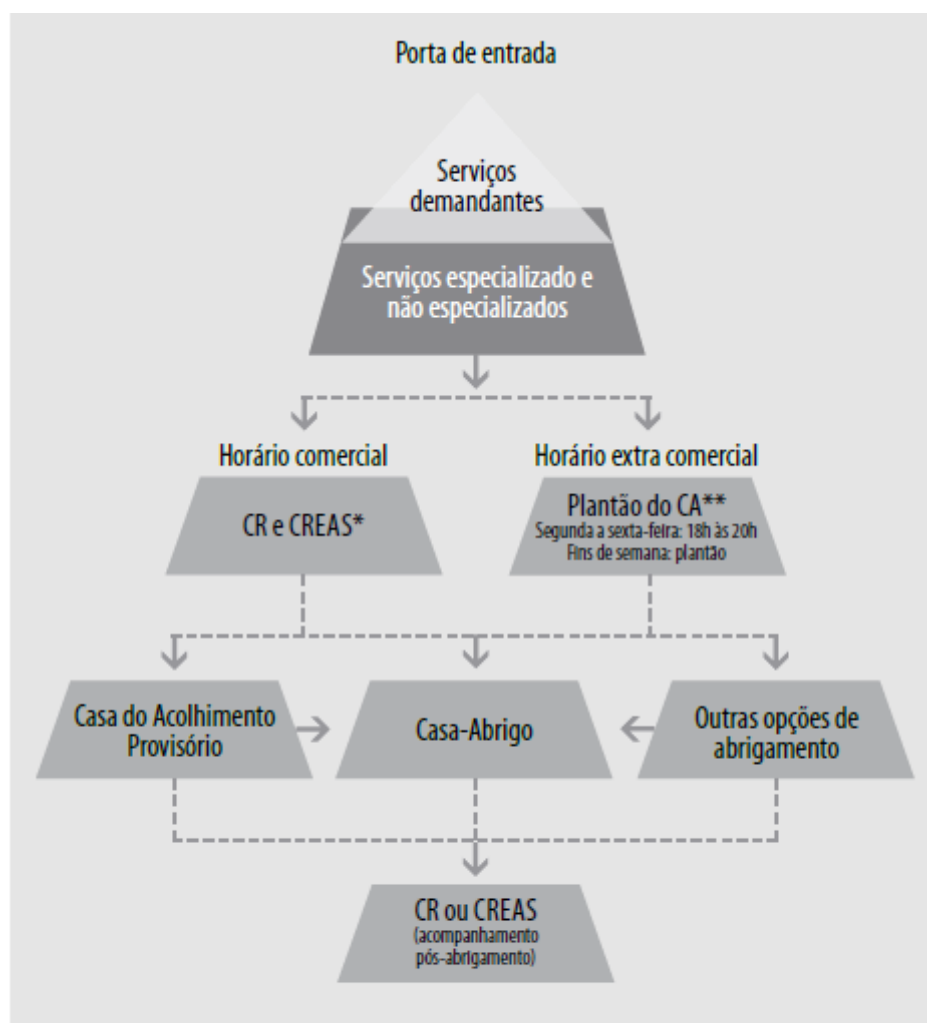 Porta de entrada
Serviços
demandantes
Serviços especializado e
não especializados
Horário comercial
CR e CREAS*
Horário extra comercial
Plantão do CA**
Segunda a sexta-feira: 18h às 20h
Fins de semana: plantão
Casa do Acolhimento
Provisório
Casa-Abrigo
Outras opções de
abrigamento
CR ou CREAS
(acompanhamento
pós-abrigamento)